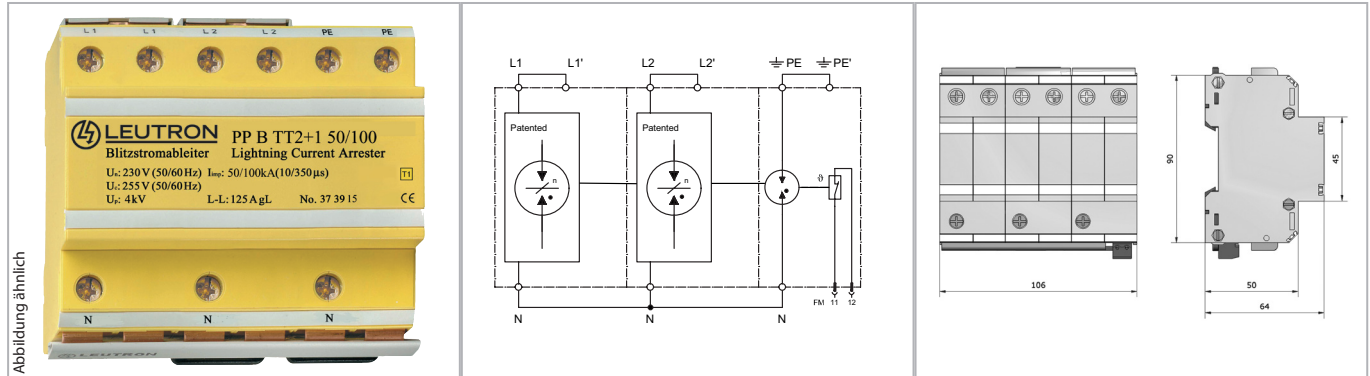 Abbildung ähnlich
L1 L1 L2 L2 PE PE
LEUTRON PP B TT2+1 50/100
Blitzstromableiter Lightning Current Arrester
Uₙ: 230 V (50/60 Hz) Iᵢₘₚ: 50/100kA(10/350µs) T1
U꜀: 255 V (50/60 Hz)
Uₚ: 4kV L-L: 125 A gL No. 37 39 15 CE
N N N
LEUTRON
L1 L1' L2 L2' PE PE'
Patented Patented
n n
ϑ
FM 11 12
N N N
90
45
106
50
64